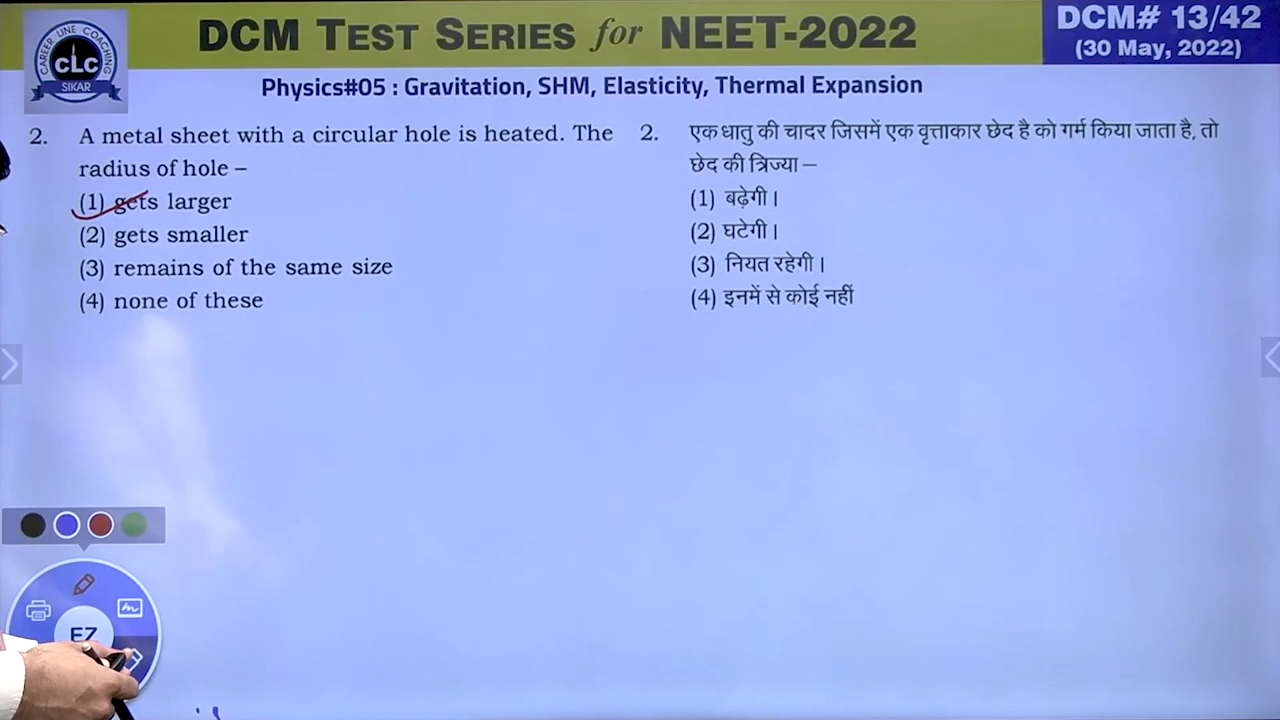 CAREER LINE COACHING
CLC
SIKAR
DCM TEST SERIES for NEET-2022
DCM# 13/42
(30 May, 2022)
Physics#05 : Gravitation, SHM, Elasticity, Thermal Expansion
2. A metal sheet with a circular hole is heated. The
radius of hole –
(1) gets larger
(2) gets smaller
(3) remains of the same size
(4) none of these
2. एक धातु की चादर जिसमें एक वृत्ताकार छेद है को गर्म किया जाता है, तो
छेद की त्रिज्या –
(1) बढ़ेगी।
(2) घटेगी।
(3) नियत रहेगी।
(4) इनमें से कोई नहीं
EZ